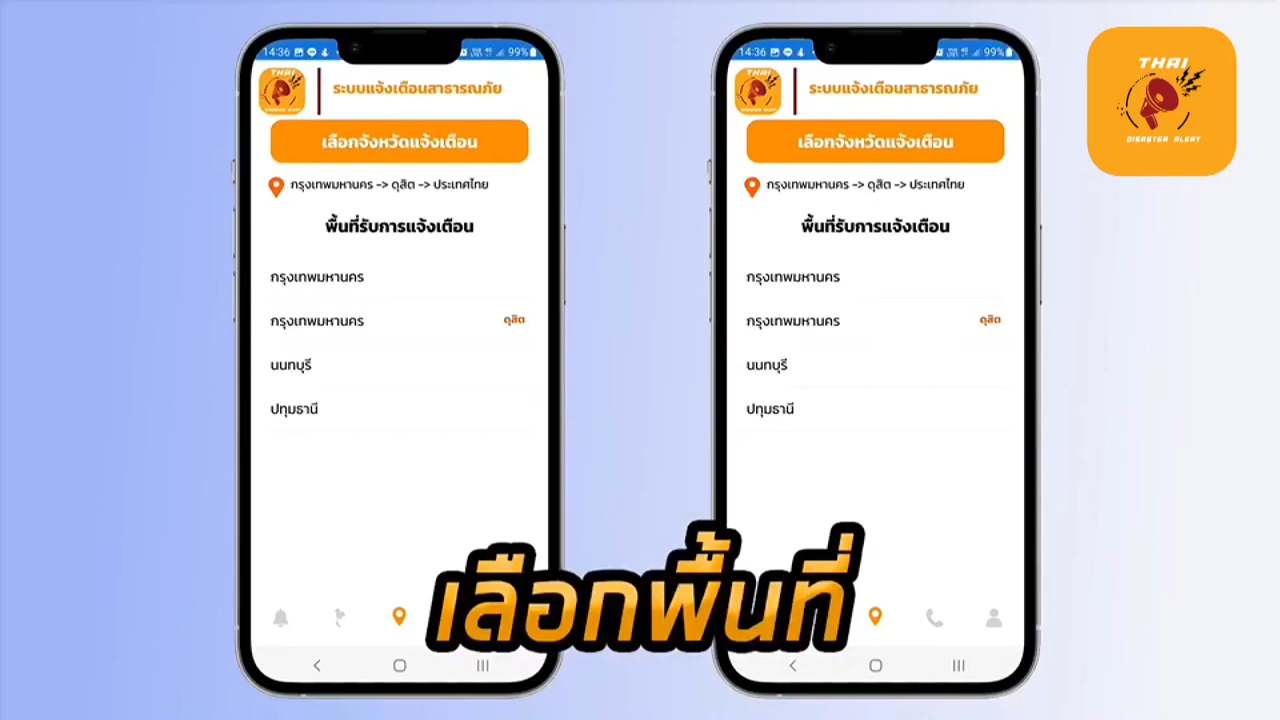 14:36
99%
THAI
DISASTER ALERT
ระบบแจ้งเตือนสาธารณภัย
เลือกจังหวัดแจ้งเตือน
กรุงเทพมหานคร -> ดุสิต -> ประเทศไทย
พื้นที่รับการแจ้งเตือน
กรุงเทพมหานคร
กรุงเทพมหานคร ดุสิต
นนทบุรี
ปทุมธานี
14:36
99%
THAI
DISASTER ALERT
ระบบแจ้งเตือนสาธารณภัย
เลือกจังหวัดแจ้งเตือน
กรุงเทพมหานคร -> ดุสิต -> ประเทศไทย
พื้นที่รับการแจ้งเตือน
กรุงเทพมหานคร
กรุงเทพมหานคร ดุสิต
นนทบุรี
ปทุมธานี
THAI
DISASTER ALERT
เลือกพื้นที่